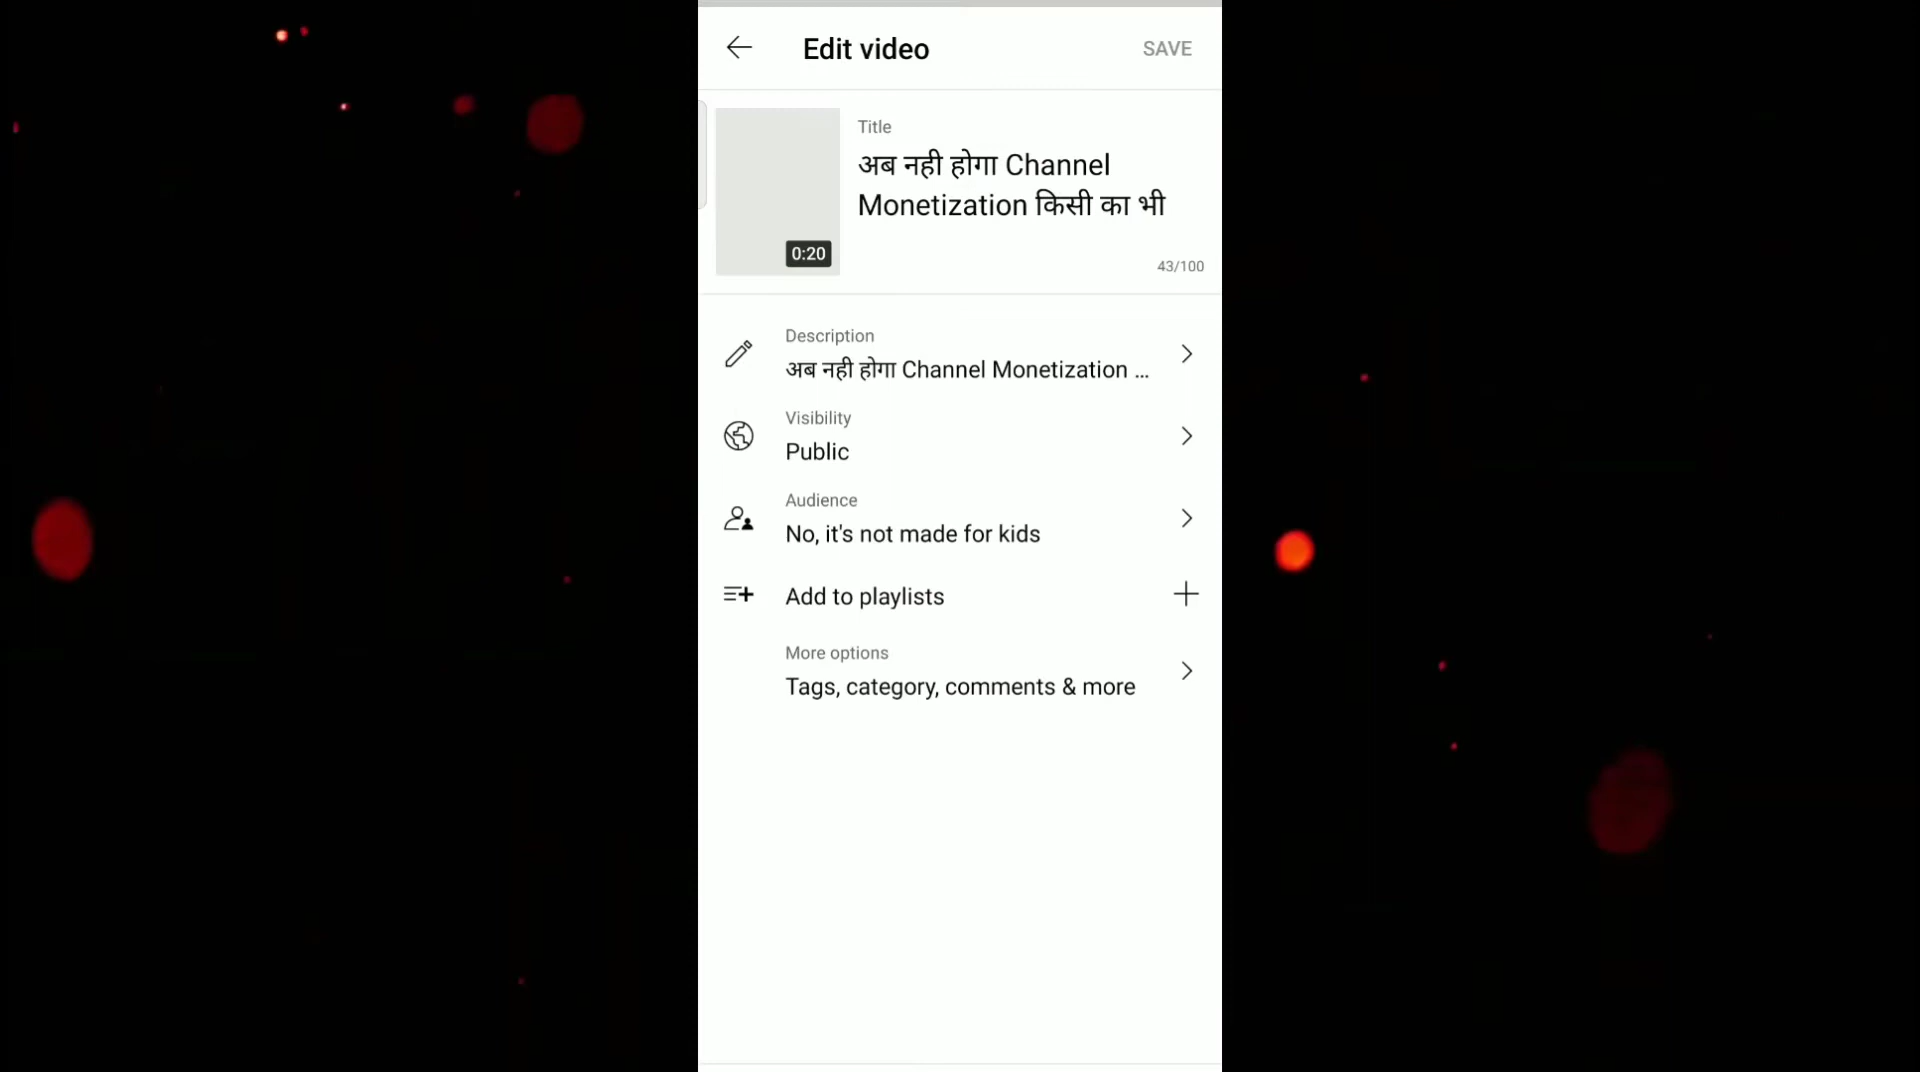 Edit video
SAVE
Title
अब नही होगा Channel
Monetization किसी का भी
0:20
43/100
Description
अब नही होगा Channel Monetization ...
Visibility
Public
Audience
No, it's not made for kids
Add to playlists
More options
Tags, category, comments & more